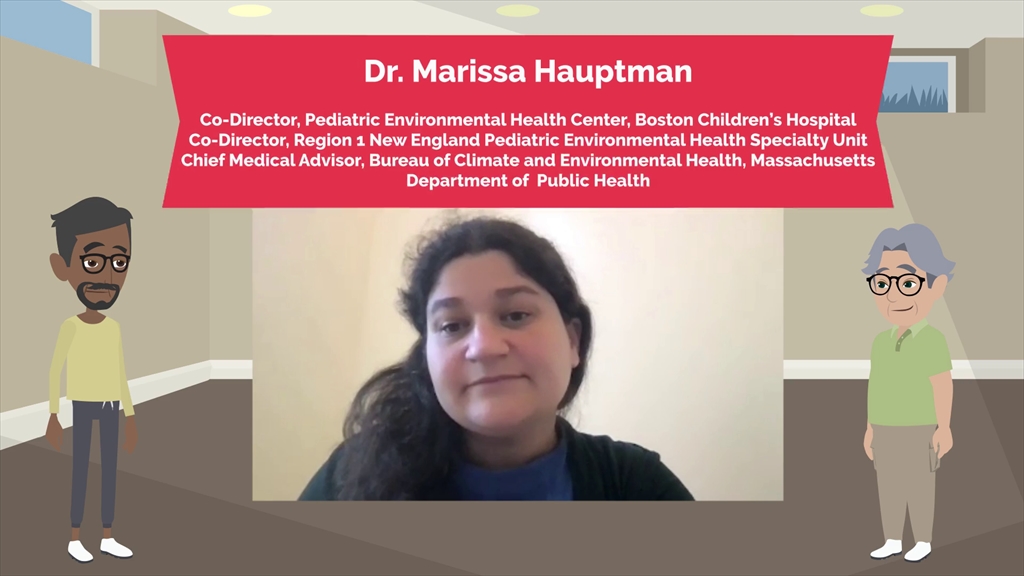 Dr. Marissa Hauptman
Co-Director, Pediatric Environmental Health Center, Boston Children's Hospital
Co-Director, Region 1 New England Pediatric Environmental Health Specialty Unit
Chief Medical Advisor, Bureau of Climate and Environmental Health, Massachusetts
Department of Public Health